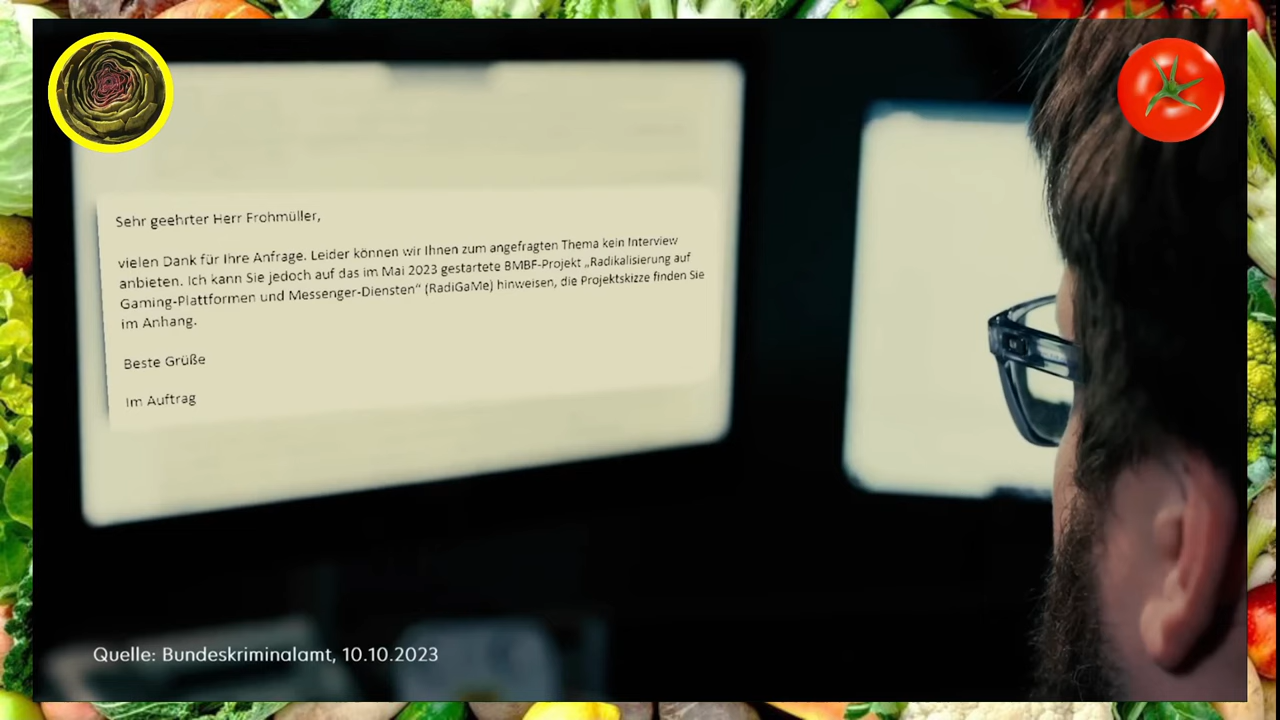 Sehr geehrter Herr Frohmüller,
vielen Dank für Ihre Anfrage. Leider können wir Ihnen zum angefragten Thema kein Interview
anbieten. Ich kann Sie jedoch auf das im Mai 2023 gestartete BMBF-Projekt „Radikalisierung auf
Gaming-Plattformen und Messenger-Diensten“ (RadiGaMe) hinweisen, die Projektskizze finden Sie
im Anhang.
Beste Grüße
Im Auftrag
Quelle: Bundeskriminalamt, 10.10.2023